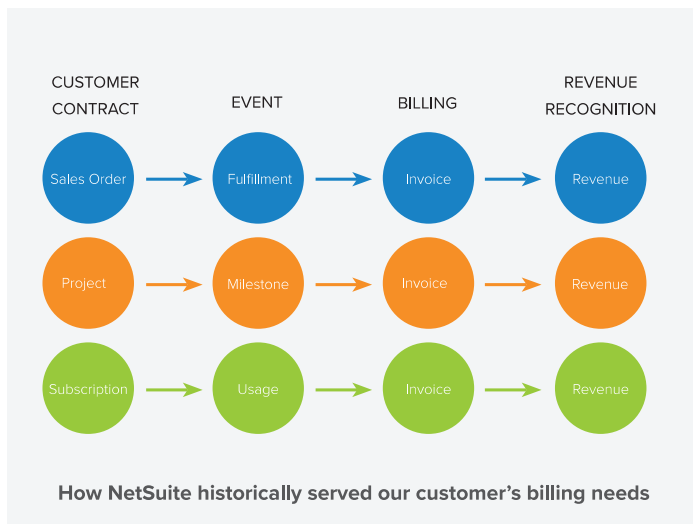 CUSTOMER
CONTRACT
EVENT
BILLING
REVENUE
RECOGNITION
Sales Order
Fulfillment
Invoice
Revenue
Project
Milestone
Invoice
Revenue
Subscription
Usage
Invoice
Revenue
How NetSuite historically served our customer’s billing needs